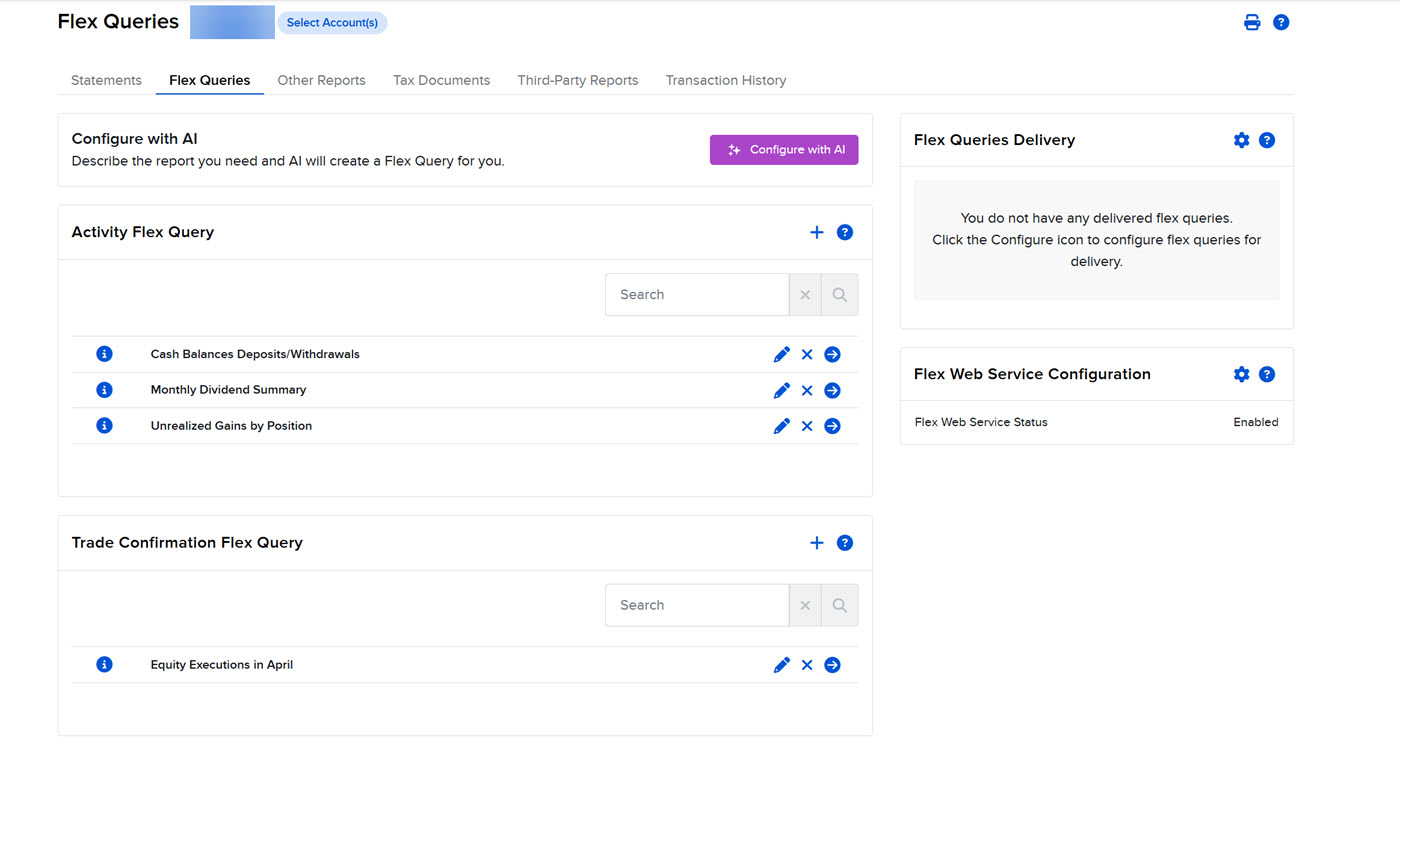 Flex Queries Select Account(s)
Statements Flex Queries Other Reports Tax Documents Third-Party Reports Transaction History
Configure with AI
Describe the report you need and AI will create a Flex Query for you.
Configure with AI
Activity Flex Query
Search
Cash Balances Deposits/Withdrawals
Monthly Dividend Summary
Unrealized Gains by Position
Trade Confirmation Flex Query
Search
Equity Executions in April
Flex Queries Delivery
You do not have any delivered flex queries.
Click the Configure icon to configure flex queries for
delivery.
Flex Web Service Configuration
Flex Web Service Status Enabled